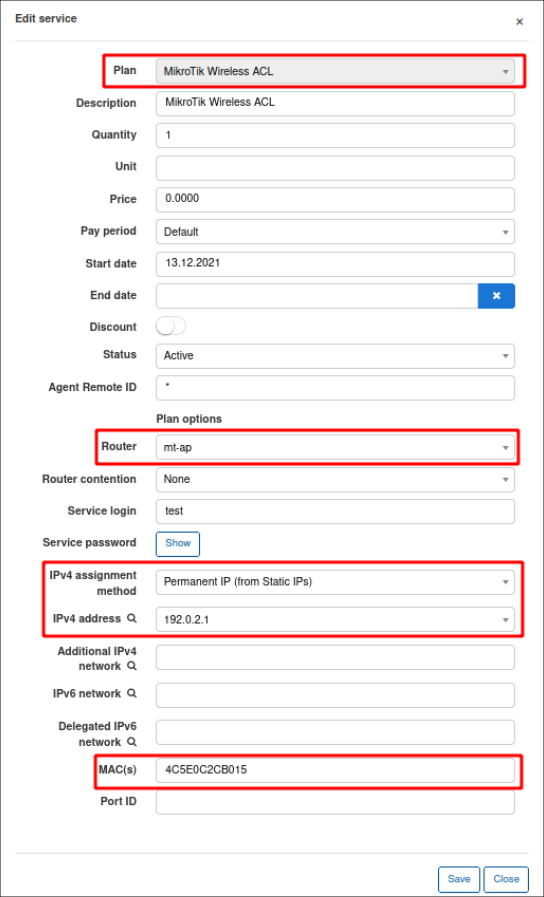 Edit service ×
Plan MikroTik Wireless ACL
Description MikroTik Wireless ACL
Quantity 1
Unit
Price 0.0000
Pay period Default
Start date 13.12.2021
End date ×
Discount
Status Active
Agent Remote ID *
Plan options
Router mt-ap
Router contention None
Service login test
Service password Show
IPv4 assignment
method Permanent IP (from Static IPs)
IPv4 address 192.0.2.1
Additional IPv4
network
IPv6 network
Delegated IPv6
network
MAC(s) 4C5E0C2CB015
Port ID
Save Close